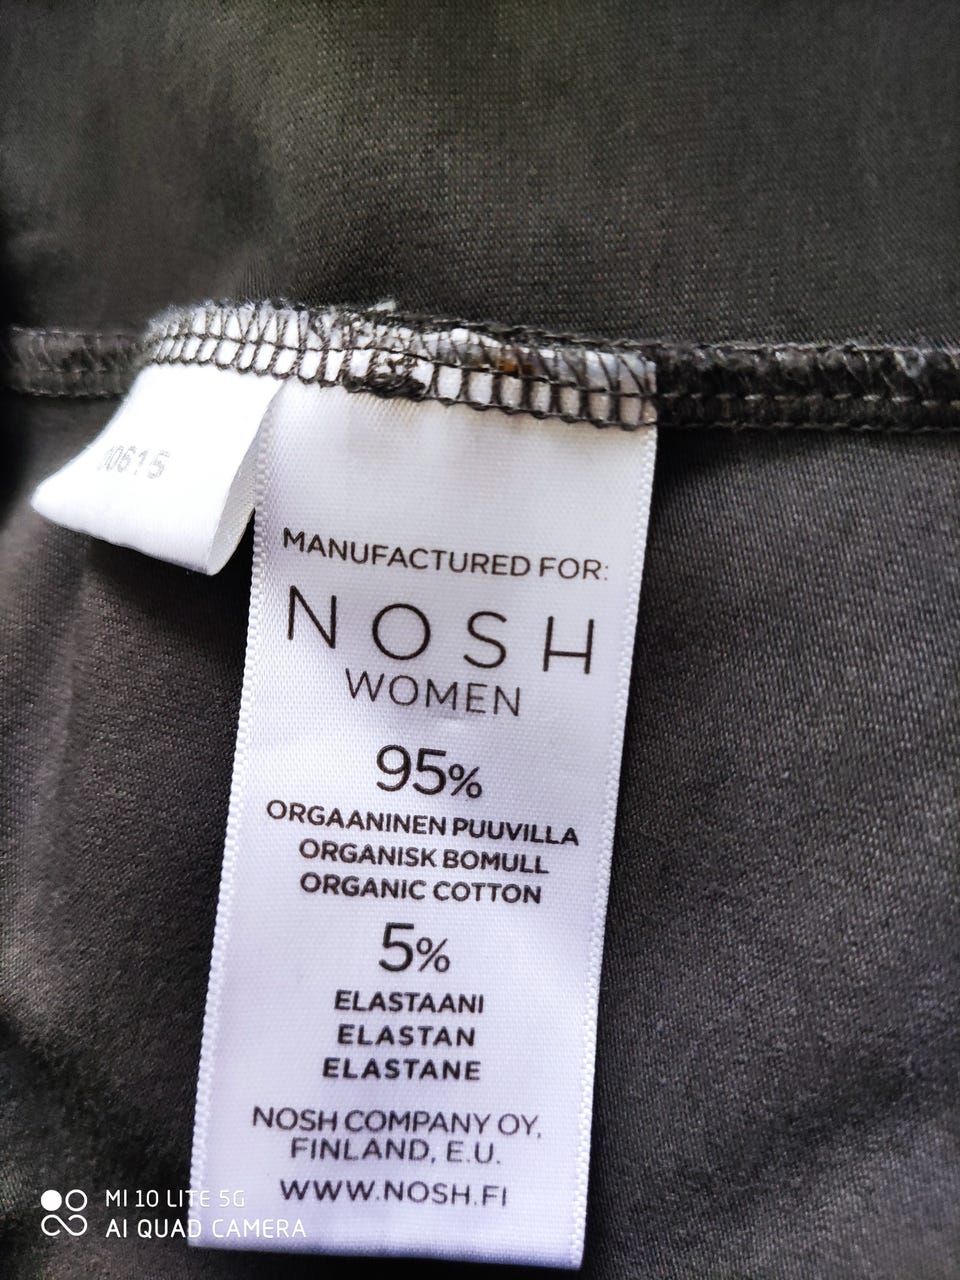 MANUFACTURED FOR:
NOSH
WOMEN
95%
ORGAANINEN PUUVILLA
ORGANISK BOMULL
ORGANIC COTTON
5%
ELASTAANI
ELASTAN
ELASTANE
NOSH COMPANY OY,
FINLAND, E.U.
WWW.NOSH.FI
MI 10 LITE 5G
AI QUAD CAMERA